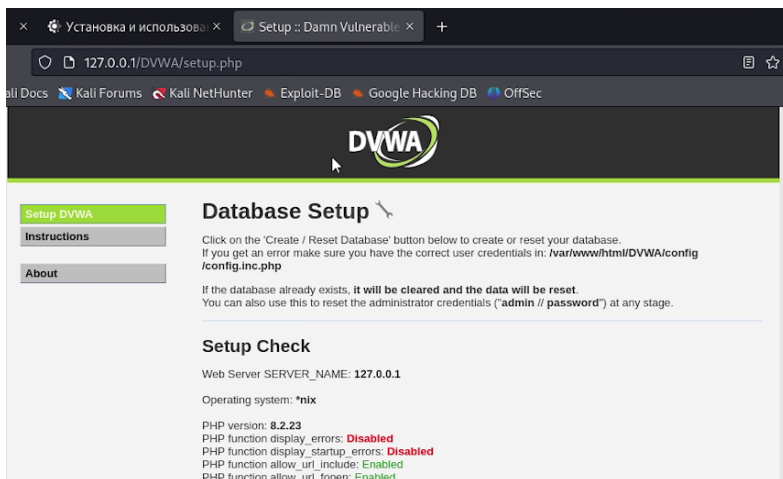 Установка и использова
Setup :: Damn Vulnerable
127.0.0.1/DVWA/setup.php
ali Docs Kali Forums Kali NetHunter Exploit-DB Google Hacking DB OffSec
DVWA
Setup DVWA
Instructions
About
Database Setup
Click on the 'Create / Reset Database' button below to create or reset your database.
If you get an error make sure you have the correct user credentials in: /var/www/html/DVWA/config
/config.inc.php
If the database already exists, it will be cleared and the data will be reset.
You can also use this to reset the administrator credentials ("admin // password") at any stage.
Setup Check
Web Server SERVER_NAME: 127.0.0.1
Operating system: *nix
PHP version: 8.2.23
PHP function display_errors: Disabled
PHP function display_startup_errors: Disabled
PHP function allow_url_include: Enabled
PHP function allow_url_fopen: Enabled